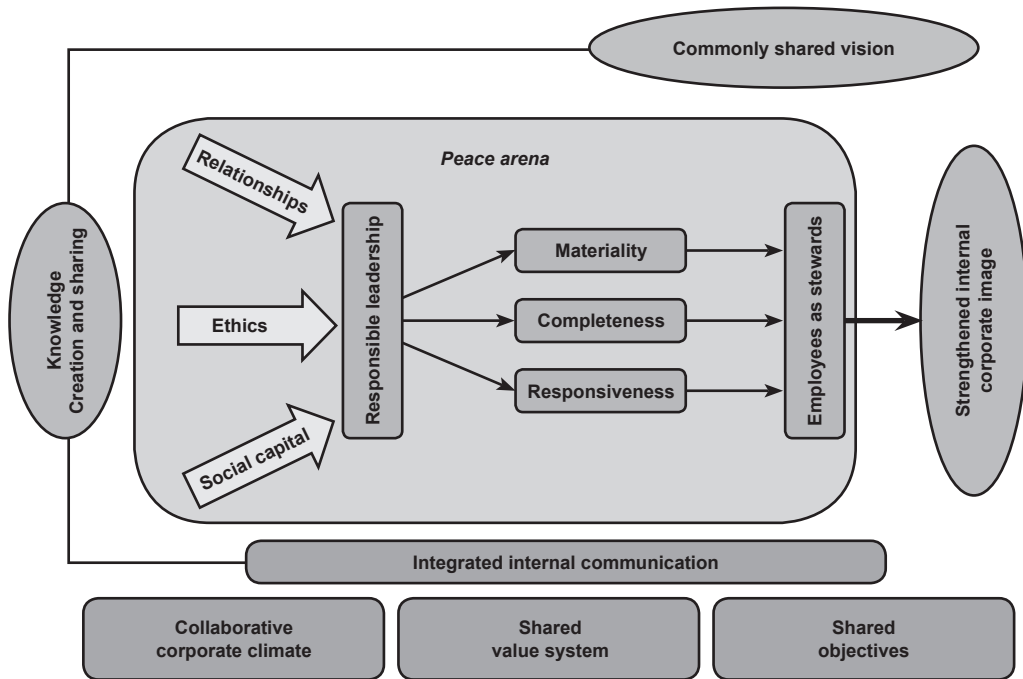 Commonly shared vision
Peace arena
Relationships
Ethics
Social capital
Knowledge
Creation and sharing
Responsible leadership
Materiality
Completeness
Responsiveness
Employees as stewards
Strengthened internal
corporate image
Integrated internal communication
Collaborative
corporate climate
Shared
value system
Shared
objectives